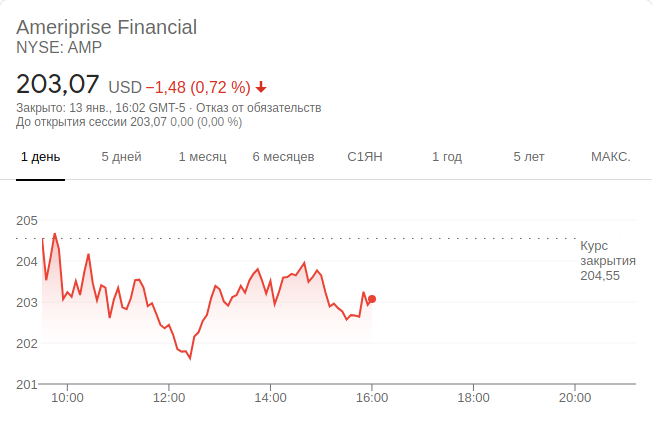 Ameriprise Financial
NYSE: AMP
203,07 USD −1,48 (0,72 %)
Закрыто: 13 янв., 16:02 GMT-5 · Отказ от обязательств
До открытия сессии 203,07 0,00 (0,00 %)
1 день 5 дней 1 месяц 6 месяцев С1ЯН 1 год 5 лет МАКС.
205
204
203
202
201
Курс
закрытия
204,55
10:00 12:00 14:00 16:00 18:00 20:00